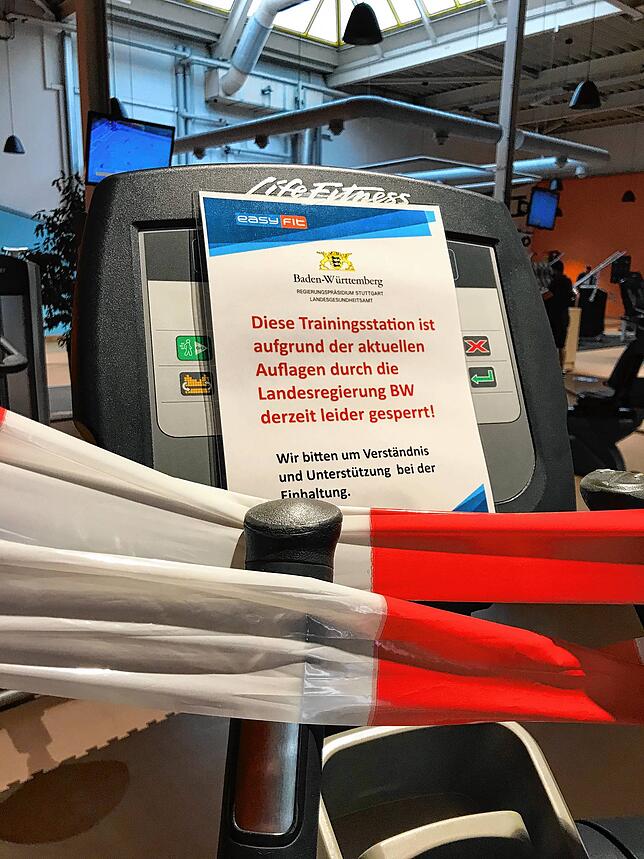 Life Fitness
easy FIT
Baden-Württemberg
REGIERUNGSPRÄSIDIUM STUTTGART
LANDESGESUNDHEITSAMT
Diese Trainingsstation ist
aufgrund der aktuellen
Auflagen durch die
Landesregierung BW
derzeit leider gesperrt!
Wir bitten um Verständnis
und Unterstützung bei der
Einhaltung.